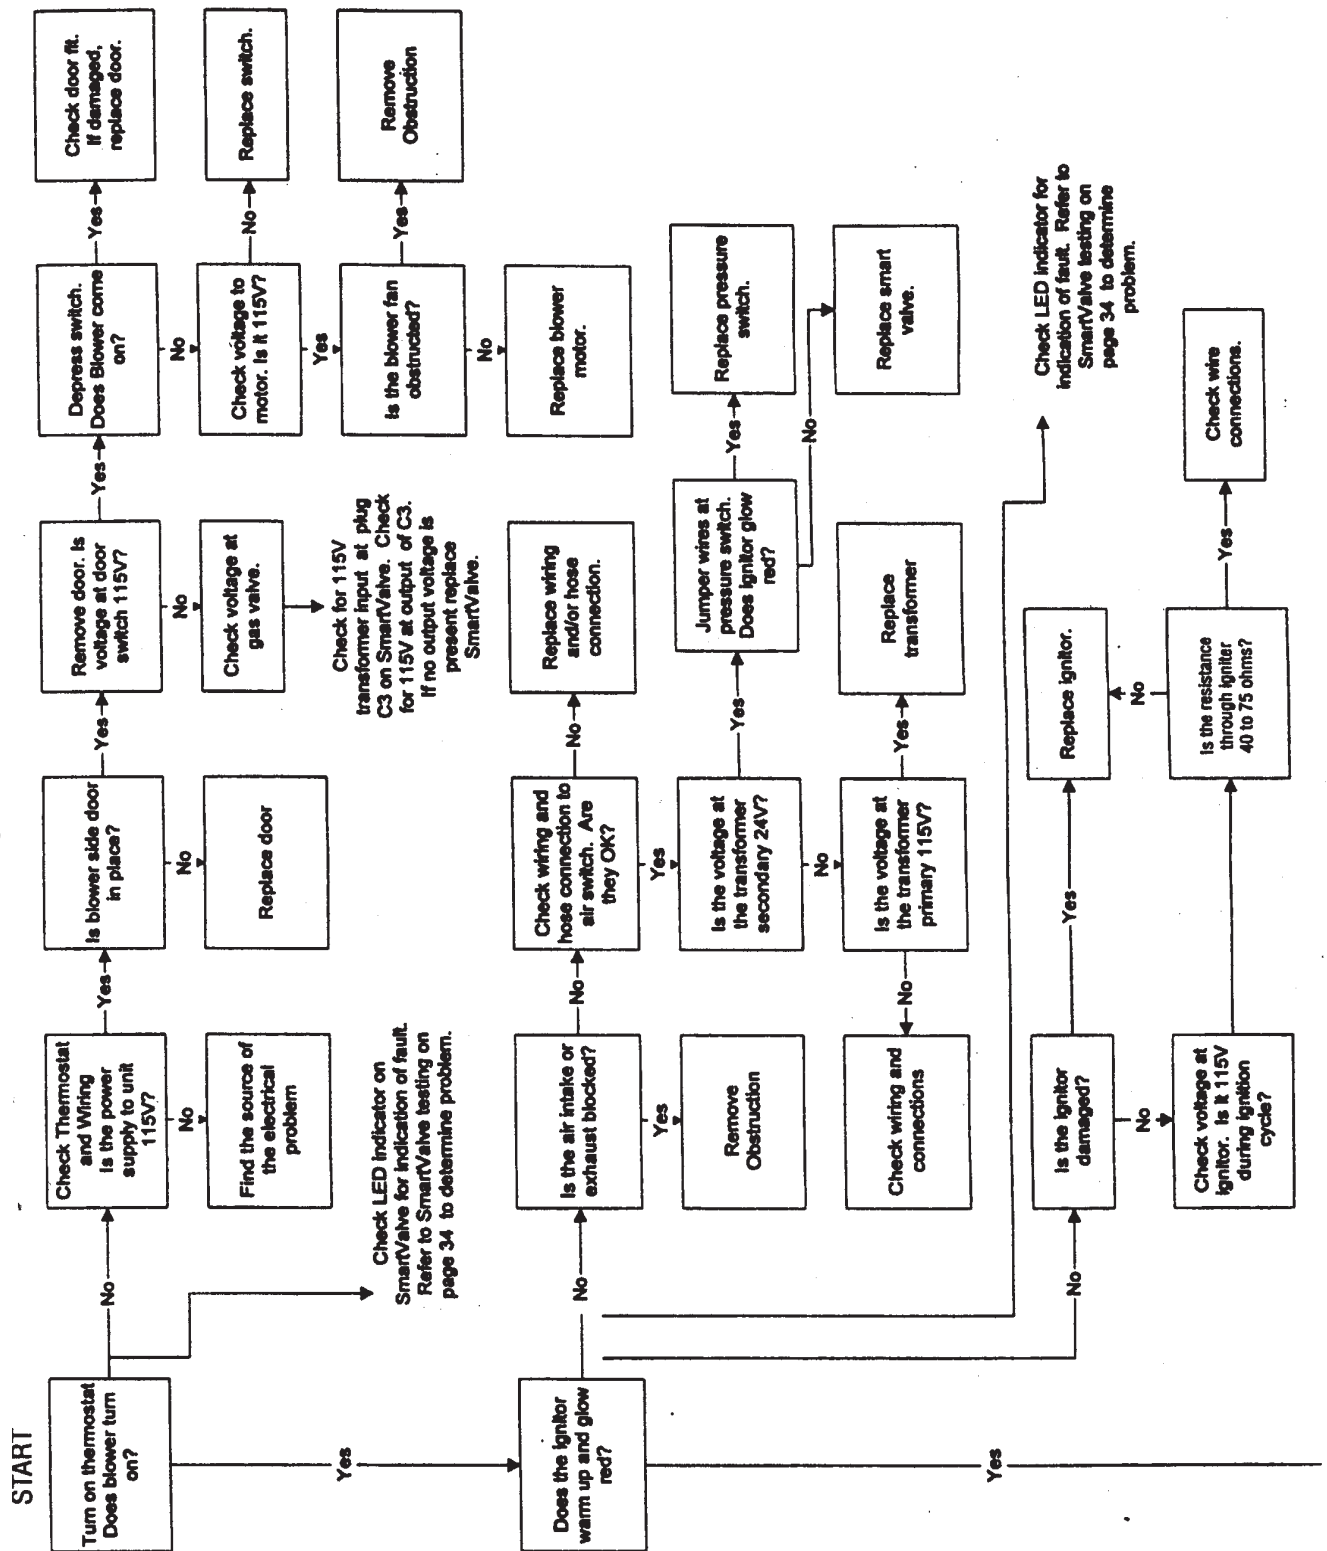 START
Turn on thermostat
Does blower turn
on?
No
Check Thermostat
and Wiring
Is the power
supply to unit
115V?
Yes
Is blower side door
in place?
Yes
Remove door. Is
voltage at door
switch 115V?
Yes
Depress switch.
Does Blower come
on?
Yes
Check door fit.
If damaged,
replace door.
No
Find the source of
the electrical
problem
No
Replace door
No
Check voltage at
gas valve.
No
Check voltage to
motor. Is it 115V?
No
Replace switch.
Check LED indicator on
SmartValve for indication of fault.
Refer to SmartValve testing on
page 34 to determine problem.
Check for 115V
transformer input at plug
C3 on SmartValve. Check
for 115V at output of C3.
If no output voltage is
present replace
SmartValve.
Yes
Is the blower fan
obstructed?
Yes
Remove
Obstruction
No
Replace blower
motor.
Yes
Does the ignitor
warm up and glow
red?
No
Is the air intake or
exhaust blocked?
No
Check wiring and
hose connection to
air switch. Are
they OK?
No
Replace wiring
and/or hose
connection.
Yes
Remove
Obstruction
Yes
Is the voltage at
the transformer
secondary 24V?
Yes
Jumper wires at
pressure switch.
Does ignitor glow
red?
Yes
Replace pressure
switch.
No
Replace smart
valve.
No
Is the voltage at
the transformer
primary 115V?
Yes
Replace
transformer
No
Check wiring and
connections
Check LED indicator for
indication of fault. Refer to
SmartValve testing on
page 34 to determine
problem.
No
Is the ignitor
damaged?
Yes
Replace ignitor.
No
Check voltage at
ignitor. Is it 115V
during ignition
cycle?
Is the resistance
through igniter
40 to 75 ohms?
No
Yes
Check wire
connections.
Yes